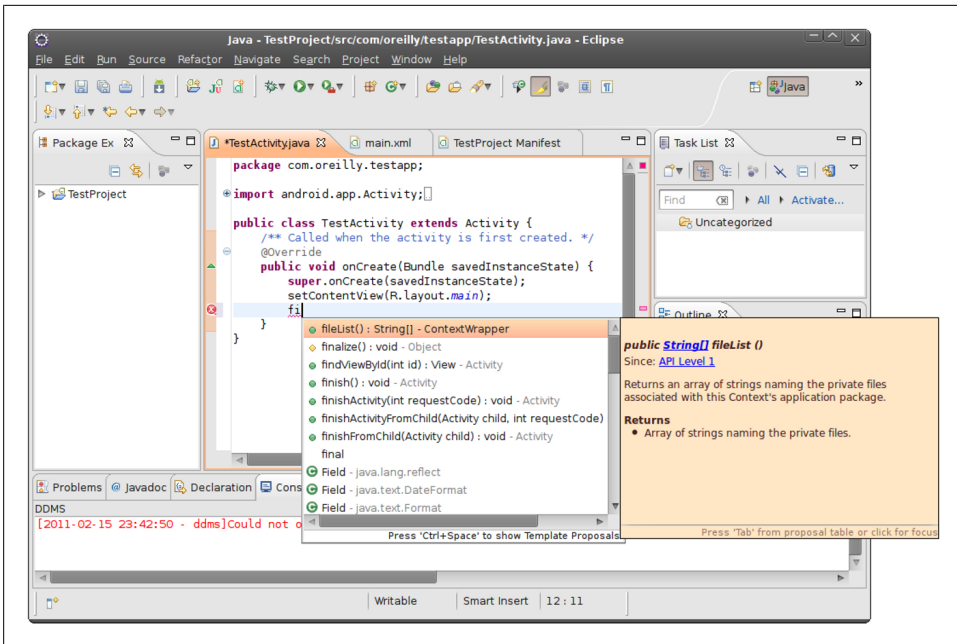 Java - TestProject/src/com/oreilly/testapp/TestActivity.java - Eclipse
File Edit Run Source Refactor Navigate Search Project Window Help
Java »
Package Ex
*TestActivity.java main.xml TestProject Manifest
Task List
TestProject
package com.oreilly.testapp;
import android.app.Activity;
public class TestActivity extends Activity {
/** Called when the activity is first created. */
@Override
public void onCreate(Bundle savedInstanceState) {
super.onCreate(savedInstanceState);
setContentView(R.layout.main);
fi
}
}
Find All Activate...
Uncategorized
Outline
fileList() : String[] - ContextWrapper
finalize() : void - Object
findViewById(int id) : View - Activity
finish() : void - Activity
finishActivity(int requestCode) : void - Activity
finishActivityFromChild(Activity child, int requestCode)
finishFromChild(Activity child) : void - Activity
final
Field - java.lang.reflect
Field - java.text.DateFormat
Field - java.text.Format
Press 'Ctrl+Space' to show Template Proposals
public String[] fileList ()
Since: API Level 1
Returns an array of strings naming the private files
associated with this Context's application package.
Returns
• Array of strings naming the private files.
Press 'Tab' from proposal table or click for focus
Problems @ Javadoc Declaration Cons
DDMS
[2011-02-15 23:42:50 - ddms]Could not o
Writable Smart Insert 12 : 11